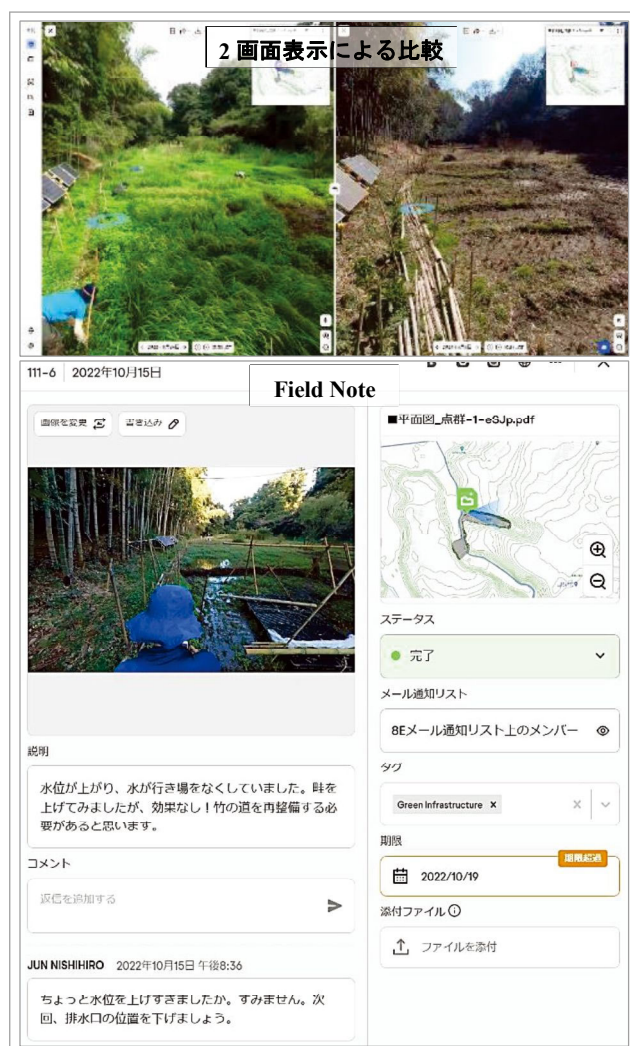 2 画面表示による比較
111-6 2022年10月15日
Field Note
画像を変更
書き込み
説明
水位が上がり、水が行き場をなくしていました。畦を
上げてみましたが、効果なし！竹の道を再整備する必
要があると思います。
コメント
返信を追加する
JUN NISHIHIRO 2022年10月15日 午後8:36
ちょっと水位を上げすぎましたか。すみません。次
回、排水口の位置を下げましょう。
■平面図_点群-1-eSJp.pdf
ステータス
完了
メール通知リスト
8Eメール通知リスト上のメンバー
タグ
Green Infrastructure x
期限
期限超過
2022/10/19
添付ファイル
ファイルを添付